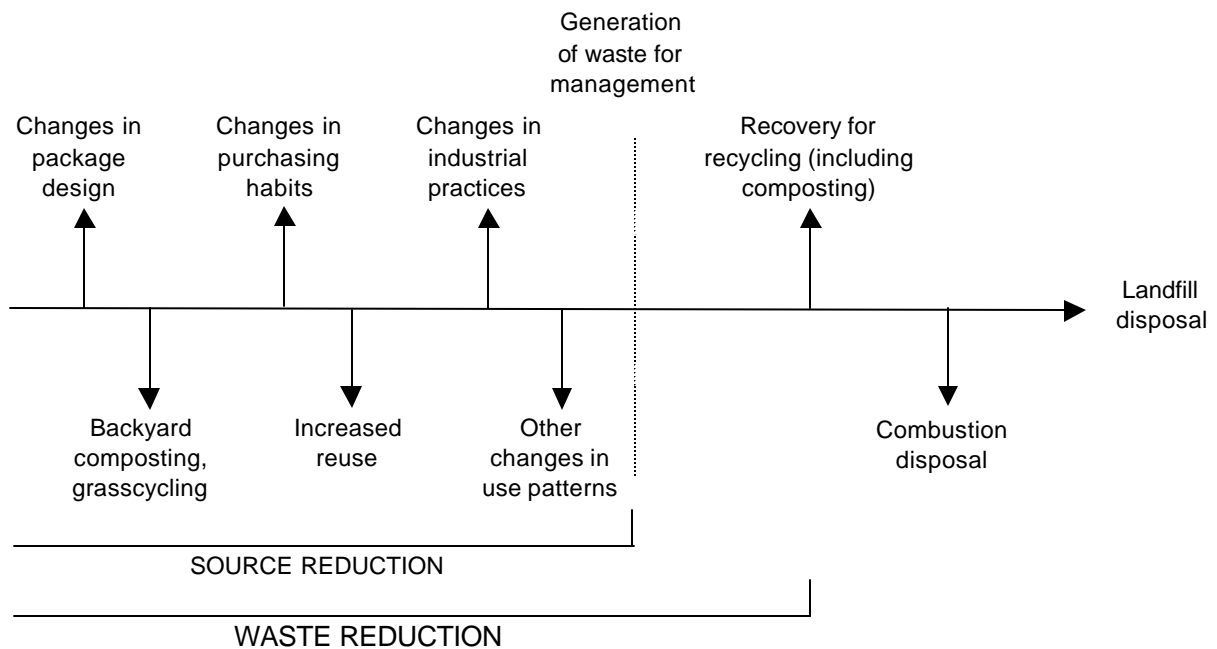 Generation
of waste for
management
Changes in
package
design
Changes in
purchasing
habits
Changes in
industrial
practices
Recovery for
recycling (including
composting)
Landfill
disposal
Backyard
composting,
grasscycling
Increased
reuse
Other
changes in
use patterns
Combustion
disposal
SOURCE REDUCTION
WASTE REDUCTION